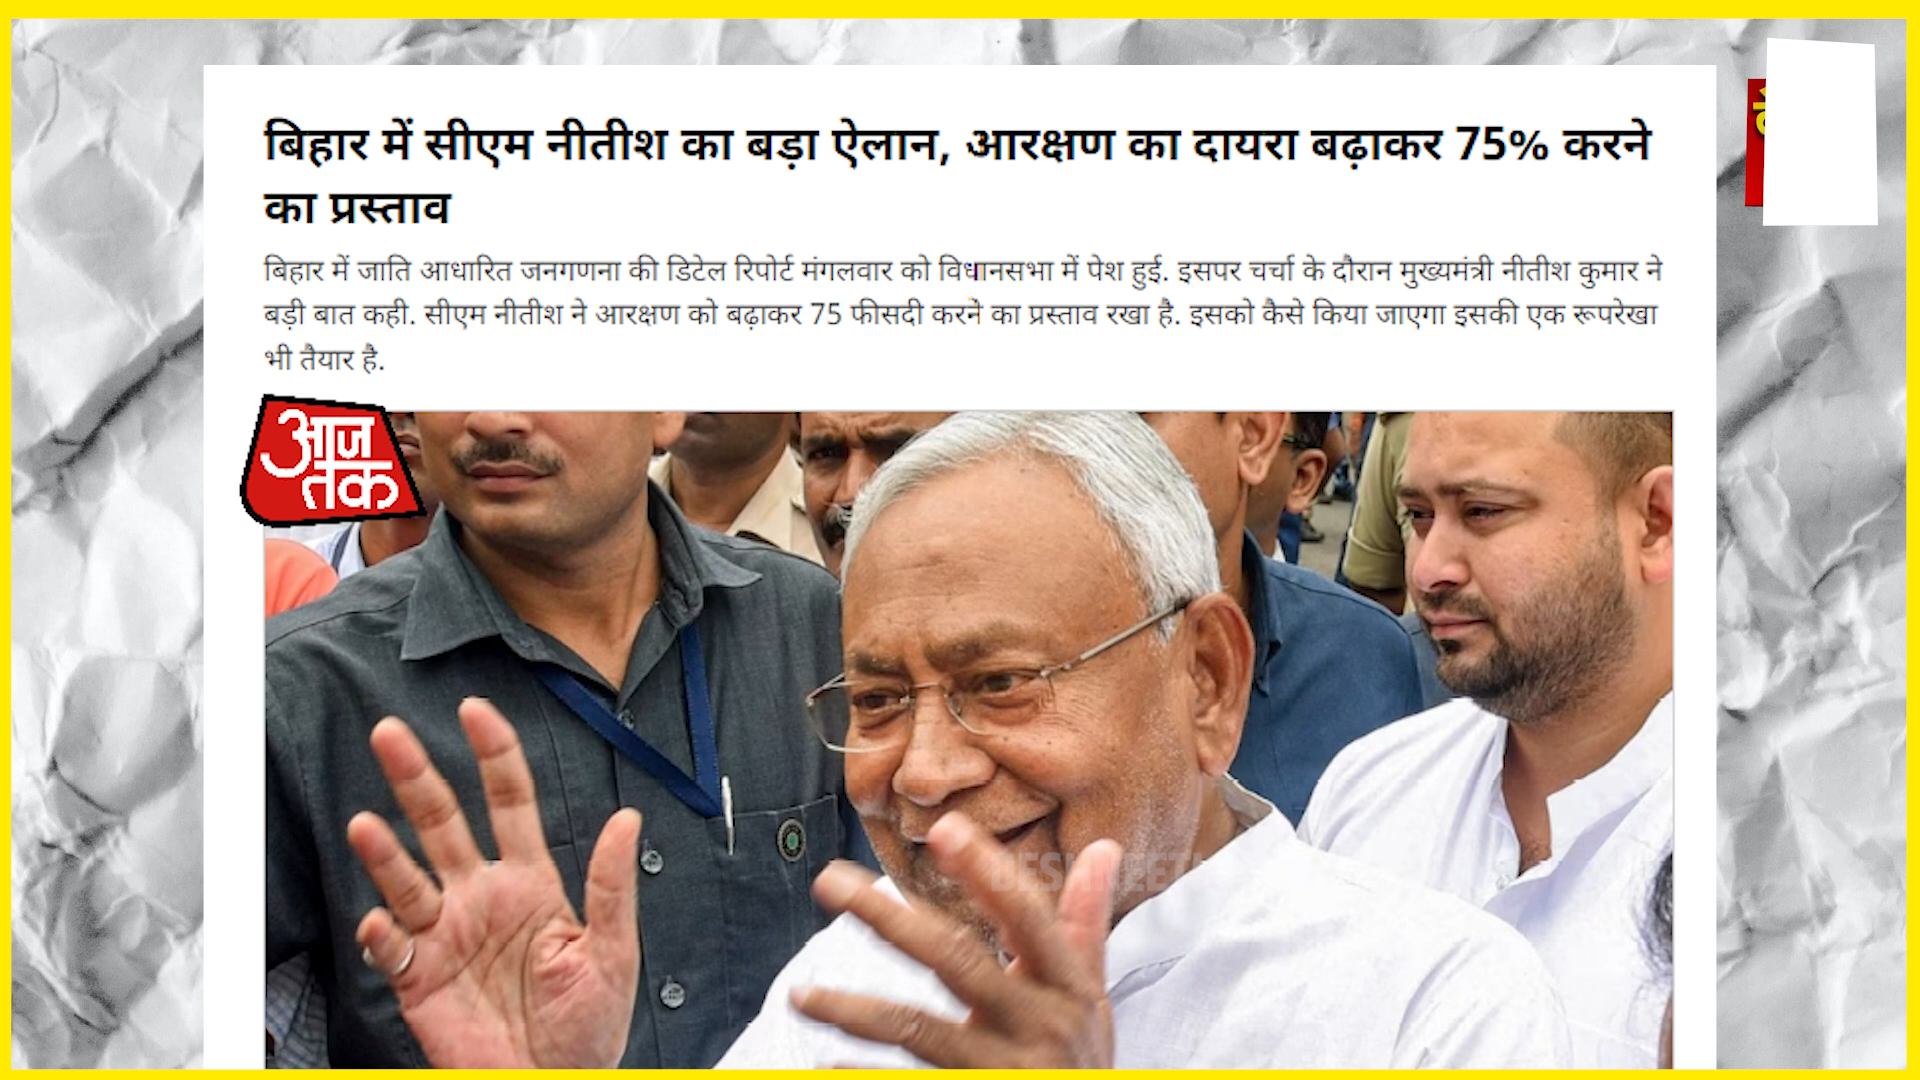 बिहार में सीएम नीतीश का बड़ा ऐलान, आरक्षण का दायरा बढ़ाकर 75% करने
का प्रस्ताव
बिहार में जाति आधारित जनगणना की डिटेल रिपोर्ट मंगलवार को विधानसभा में पेश हुई. इसपर चर्चा के दौरान मुख्यमंत्री नीतीश कुमार ने
बड़ी बात कही. सीएम नीतीश ने आरक्षण को बढ़ाकर 75 फीसदी करने का प्रस्ताव रखा है. इसको कैसे किया जाएगा इसकी एक रूपरेखा
भी तैयार है.
आज
तक